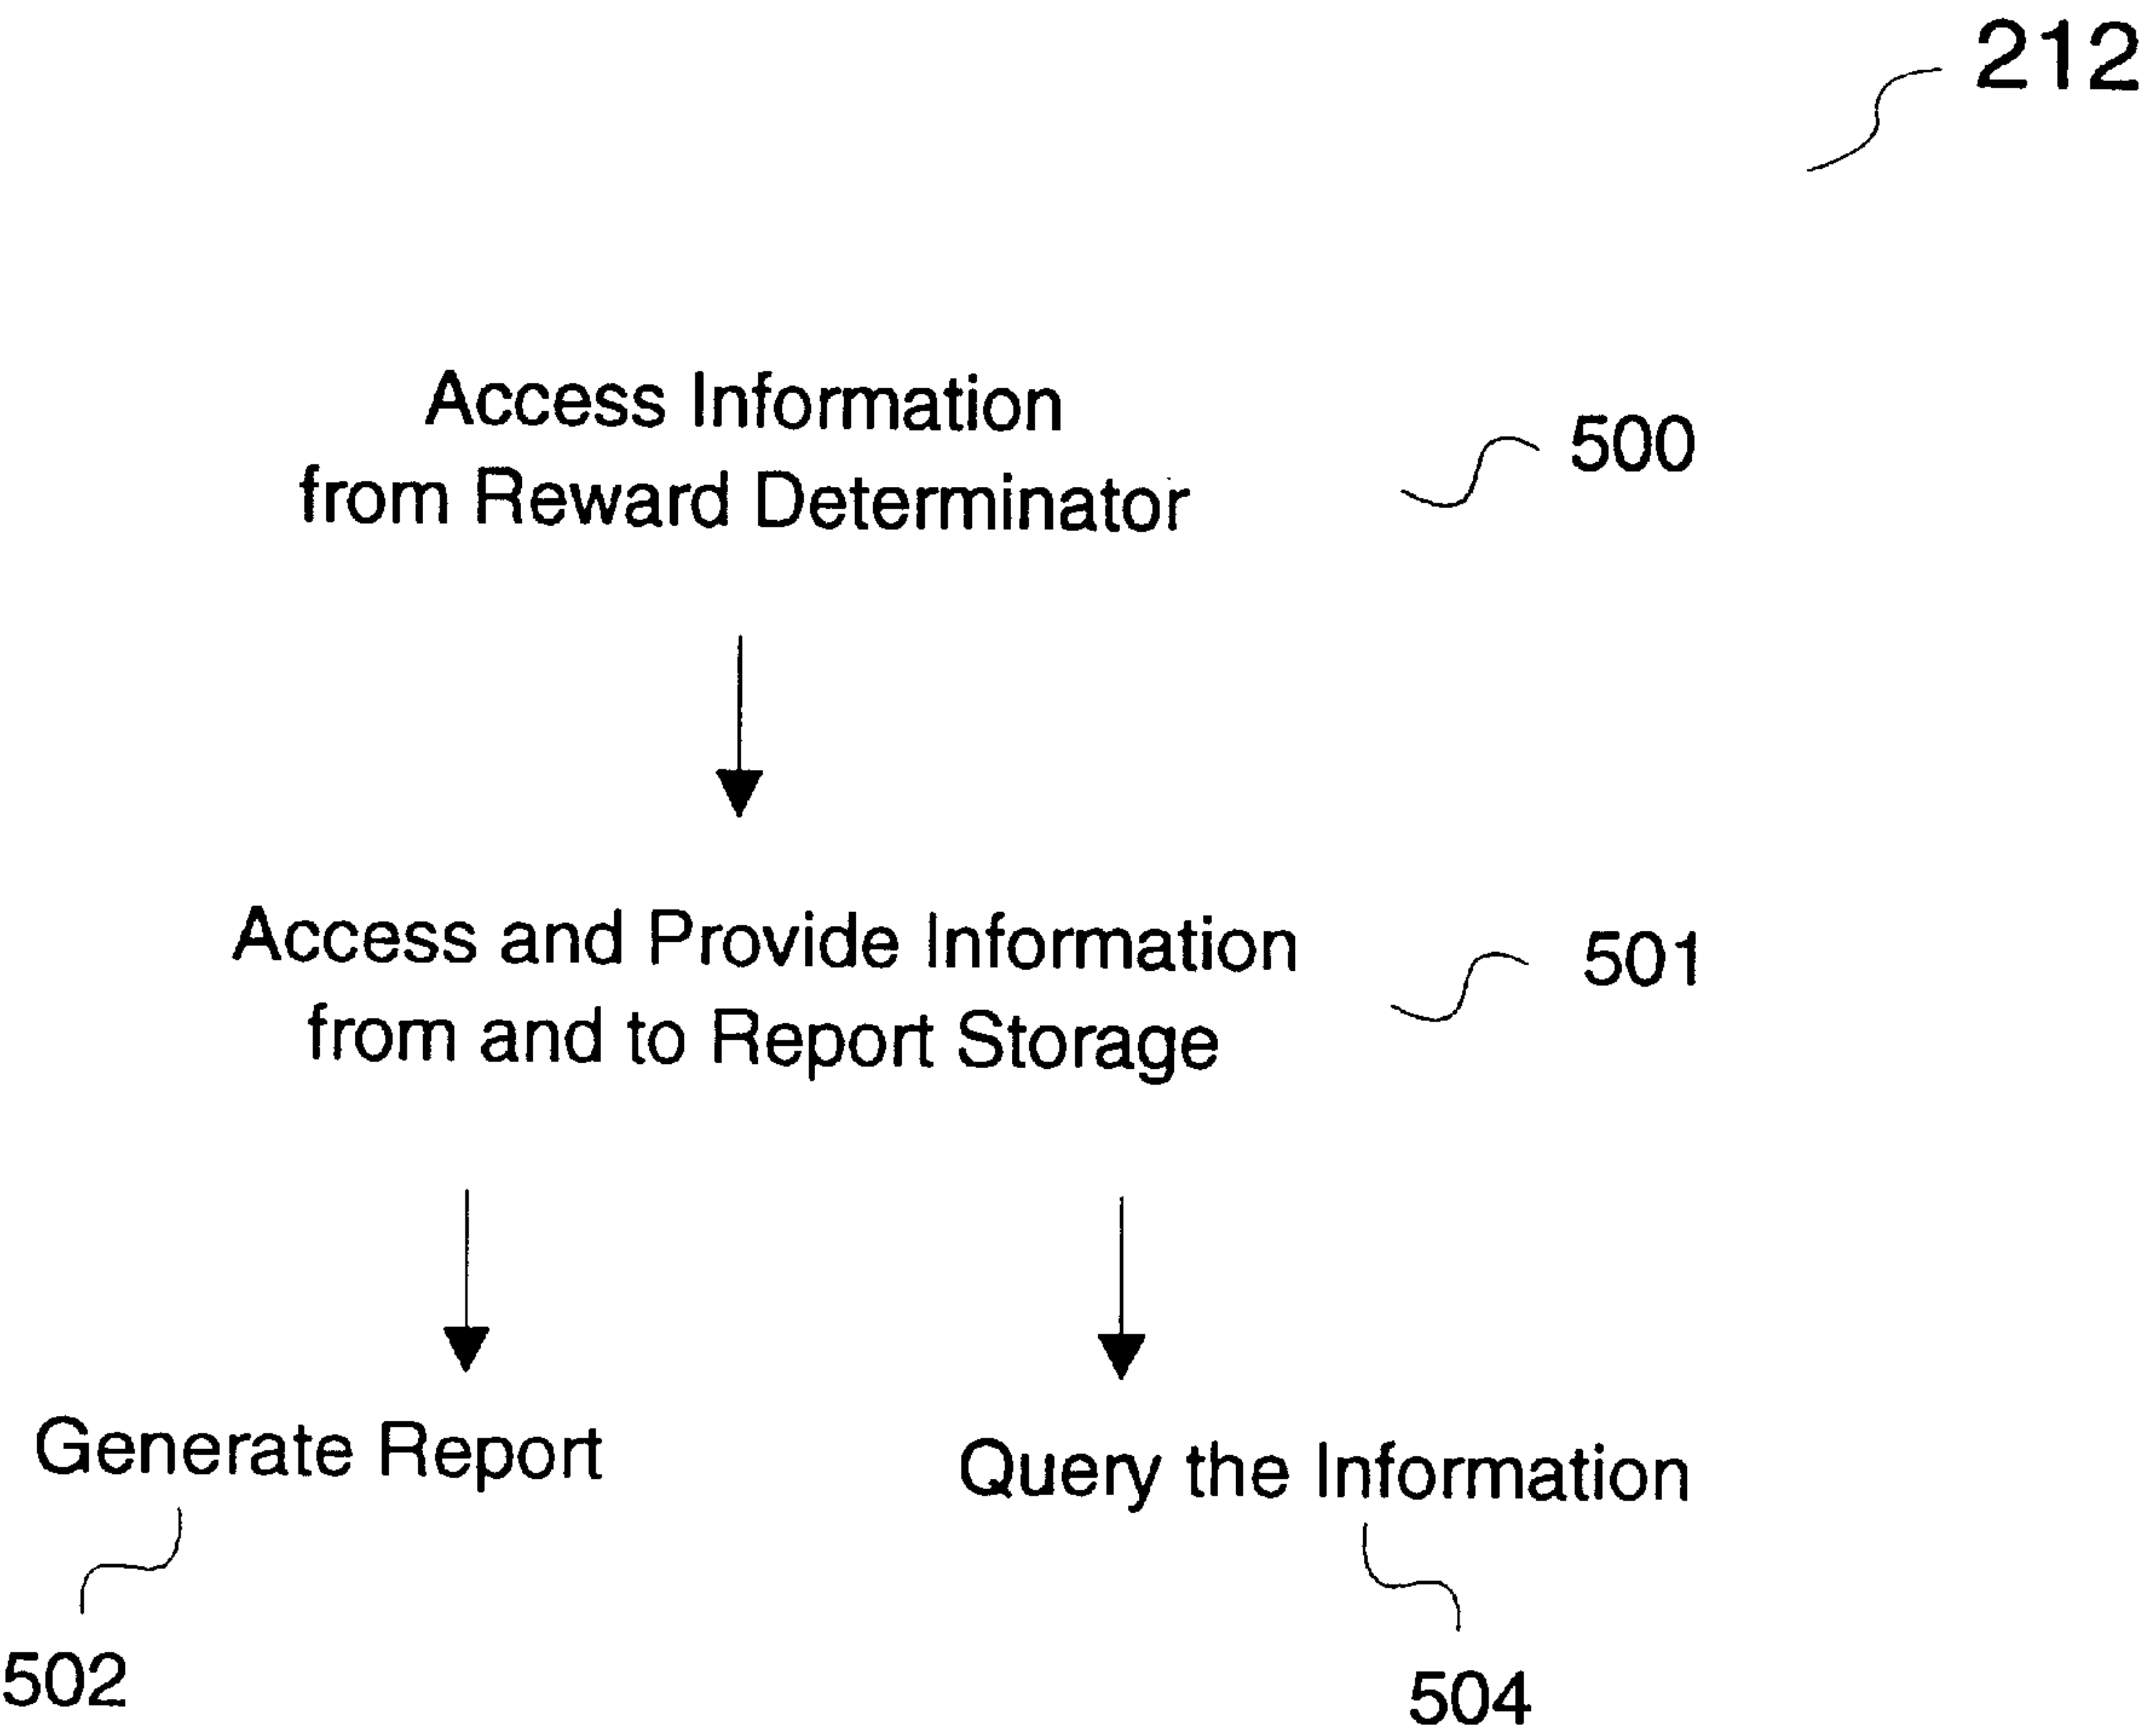 212
Access Information
from Reward Determinator
500
Access and Provide Information
from and to Report Storage
501
Generate Report
Query the Information
502
504